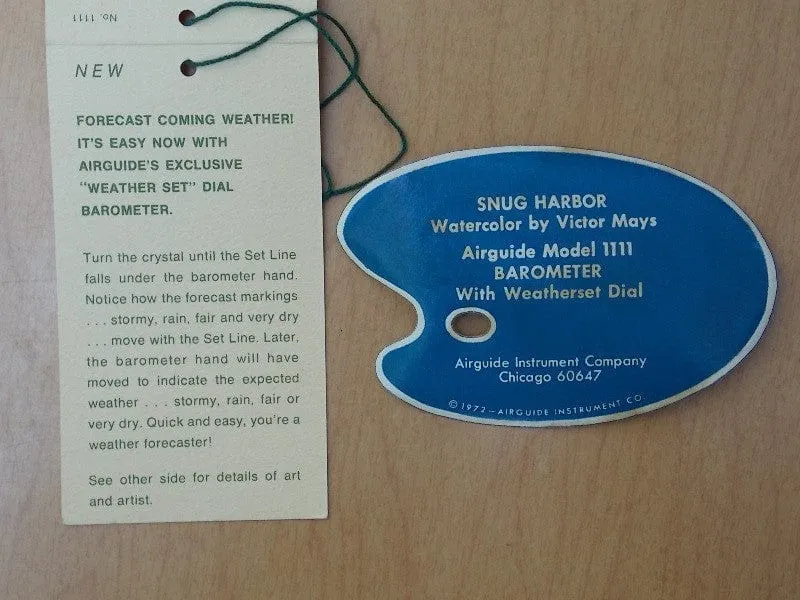 No. 1111
NEW
FORECAST COMING WEATHER!
IT'S EASY NOW WITH
AIRGUIDE'S EXCLUSIVE
"WEATHER SET" DIAL
BAROMETER.
Turn the crystal until the Set Line
falls under the barometer hand.
Notice how the forecast markings
. . . stormy, rain, fair and very dry
. . . move with the Set Line. Later,
the barometer hand will have
moved to indicate the expected
weather . . . stormy, rain, fair or
very dry. Quick and easy, you're a
weather forecaster!
See other side for details of art
and artist.
SNUG HARBOR
Watercolor by Victor Mays
Airguide Model 1111
BAROMETER
With Weatherset Dial
Airguide Instrument Company
Chicago 60647
© 1972 – AIRGUIDE INSTRUMENT CO.